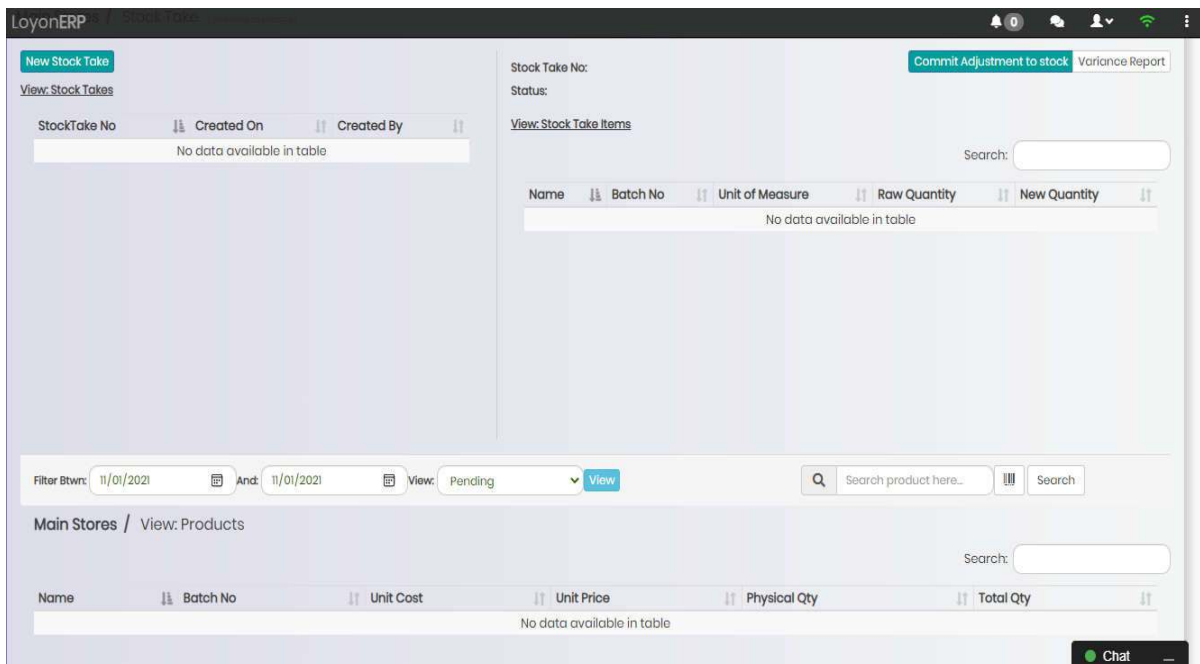 LoyonERP
Main Stores / Stock Take
0
New Stock Take
View: Stock Takes
StockTake No Created On Created By
No data available in table
Stock Take No:
Status:
Commit Adjustment to stock Variance Report
View: Stock Take Items
Search:
Name Batch No Unit of Measure Raw Quantity New Quantity
No data available in table
Filter Btwn: 11/01/2021 And: 11/01/2021 View: Pending View
Search product here... Search
Main Stores / View: Products
Search:
Name Batch No Unit Cost Unit Price Physical Qty Total Qty
No data available in table
Chat